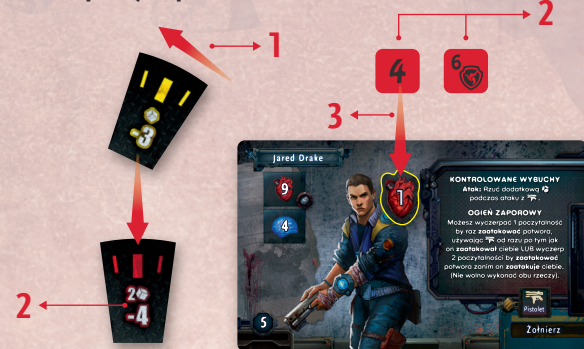 1
2
4
6
-3
3
Jared Drake
9
1
4
KONTROLOWANE WYBUCHY
Atak: Rzuć dodatkową
podczas ataku z .
OGIEŃ ZAPOROWY
Możesz wyczerpać 1 poczytalność
by raz zaatakować potwora,
używając od razu po tym jak
on zaatakował ciebie LUB wyczerp
2 poczytalności by zaatakować
potwora zanim on zaatakuje ciebie.
(Nie wolno wykonać obu rzeczy).
2
2
-4
5
Pistolet
Żołnierz